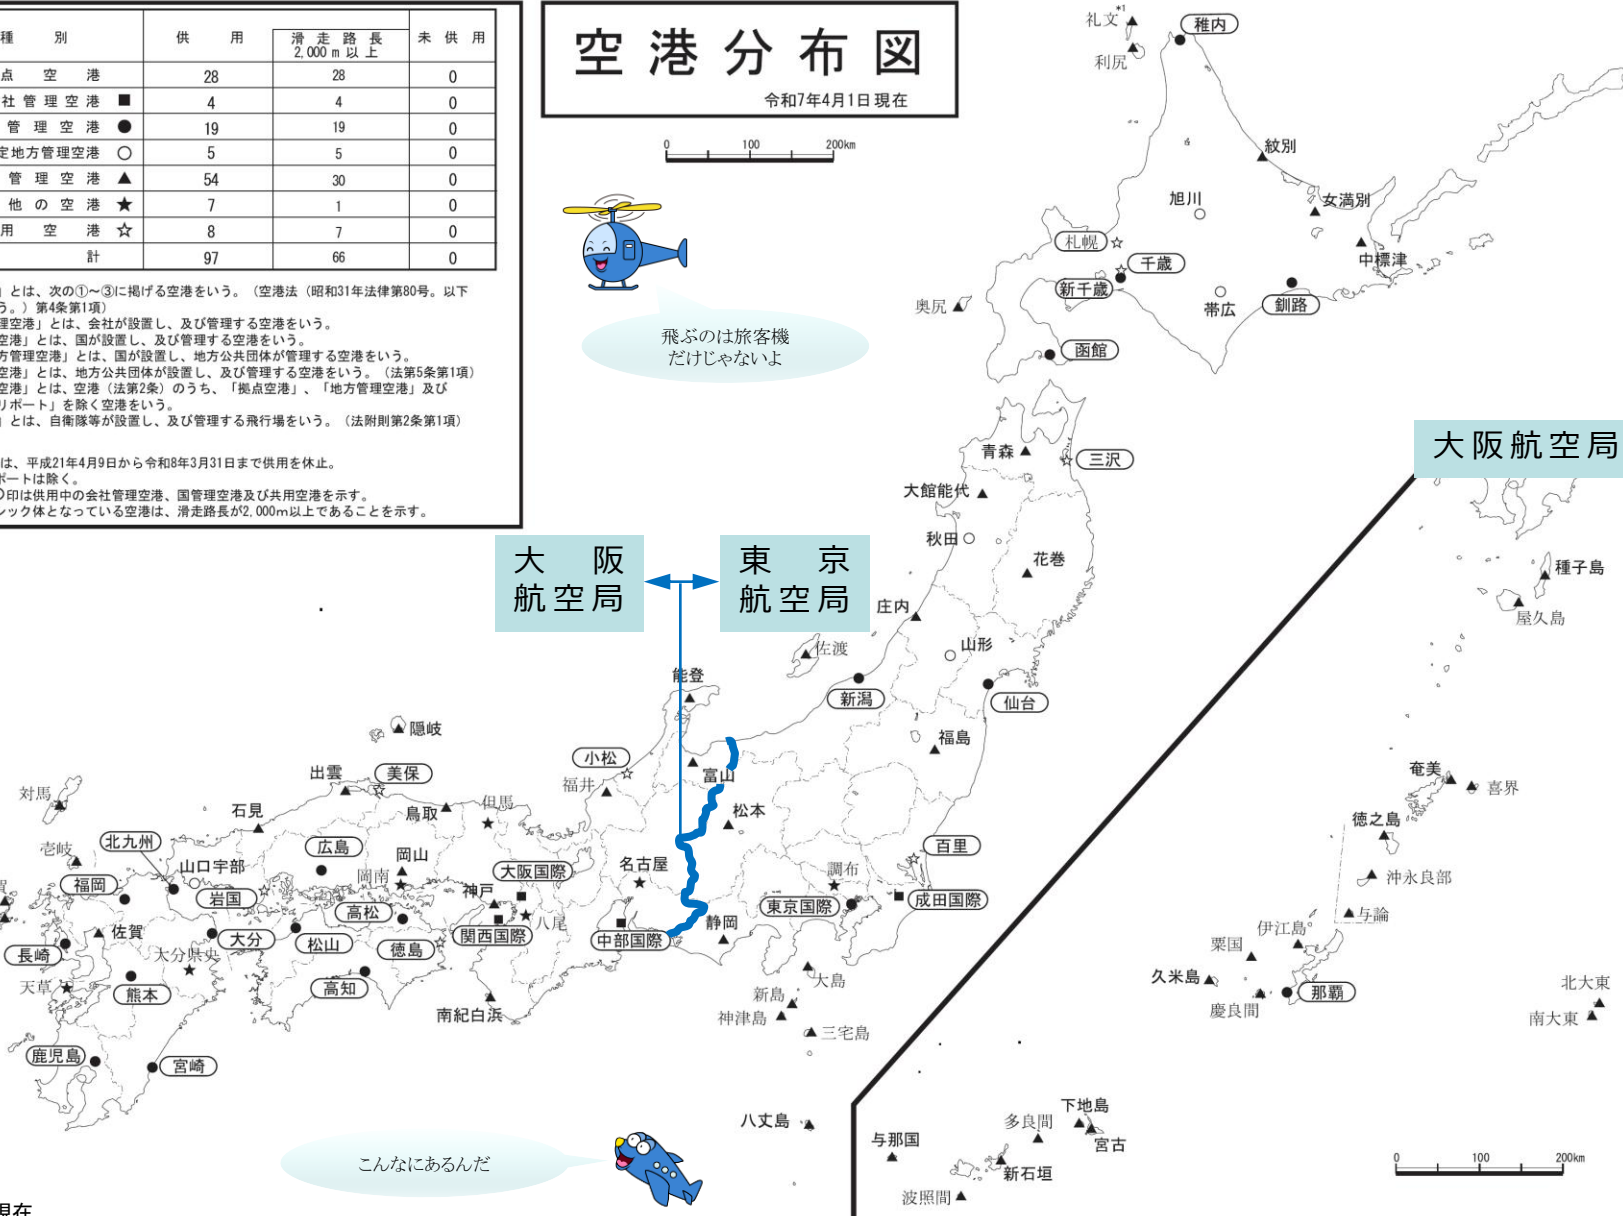 種 別 供 用 滑走路長 2,000m以上 未供用
点 空 港 28 28 0
社管理空港 ■ 4 4 0
管 理 空 港 ● 19 19 0
定地方管理空港 ○ 5 5 0
管 理 空 港 ▲ 54 30 0
他 の 空 港 ★ 7 1 0
用 空 港 ☆ 8 7 0
計 97 66 0
」とは、次の①~③に掲げる空港をいう。(空港法(昭和31年法律第80号。以下
う。)第4条第1項)
理空港」とは、会社が設置し、及び管理する空港をいう。
空港」とは、国が設置し、及び管理する空港をいう。
方管理空港」とは、国が設置し、地方公共団体が管理する空港をいう。
空港」とは、地方公共団体が設置し、及び管理する空港をいう。(法第5条第1項)
空港」とは、空港(法第2条)のうち、「拠点空港」、「地方管理空港」及び
リポート」を除く空港をいう。
」とは、自衛隊等が設置し、及び管理する飛行場をいう。(法附則第2条第1項)
は、平成21年4月9日から令和8年3月31日まで供用を休止。
ポートは除く。
印は供用中の会社管理空港、国管理空港及び共用空港を示す。
シック体となっている空港は、滑走路長が2,000m以上であることを示す。
空港分布図
令和7年4月1日現在
0 100 200km
飛ぶのは旅客機
だけじゃないよ
礼文*1
稚内
利尻
紋別
旭川
女満別
札幌
中標津
千歳
新千歳
帯広
釧路
奥尻
函館
青森
三沢
大館能代
秋田
花巻
庄内
山形
佐渡
新潟
仙台
福島
大阪航空局
大 阪
航空局
東 京
航空局
能登
小松
福井
富山
松本
隠岐
出雲
美保
石見
鳥取
但馬
対馬
壱岐
北九州
山口宇部
広島
岡山
岡南
大阪国際
名古屋
調布
百里
福岡
岩国
高松
神戸
八尾
関西国際
中部国際
静岡
東京国際
成田国際
佐賀
大分
松山
徳島
長崎
大分県央
天草
熊本
高知
南紀白浜
大島
新島
神津島
三宅島
鹿児島
宮崎
八丈島
こんなにあるんだ
種子島
屋久島
奄美
喜界
徳之島
沖永良部
与論
伊江島
粟国
久米島
慶良間
那覇
北大東
南大東
下地島
多良間
宮古
与那国
新石垣
波照間
0 100 200km
現在